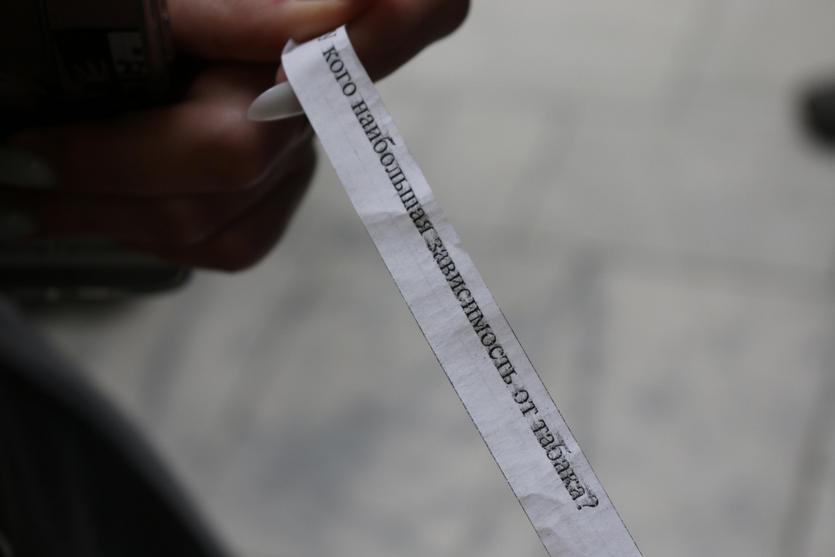 У кого наибольшая зависимость от табака?